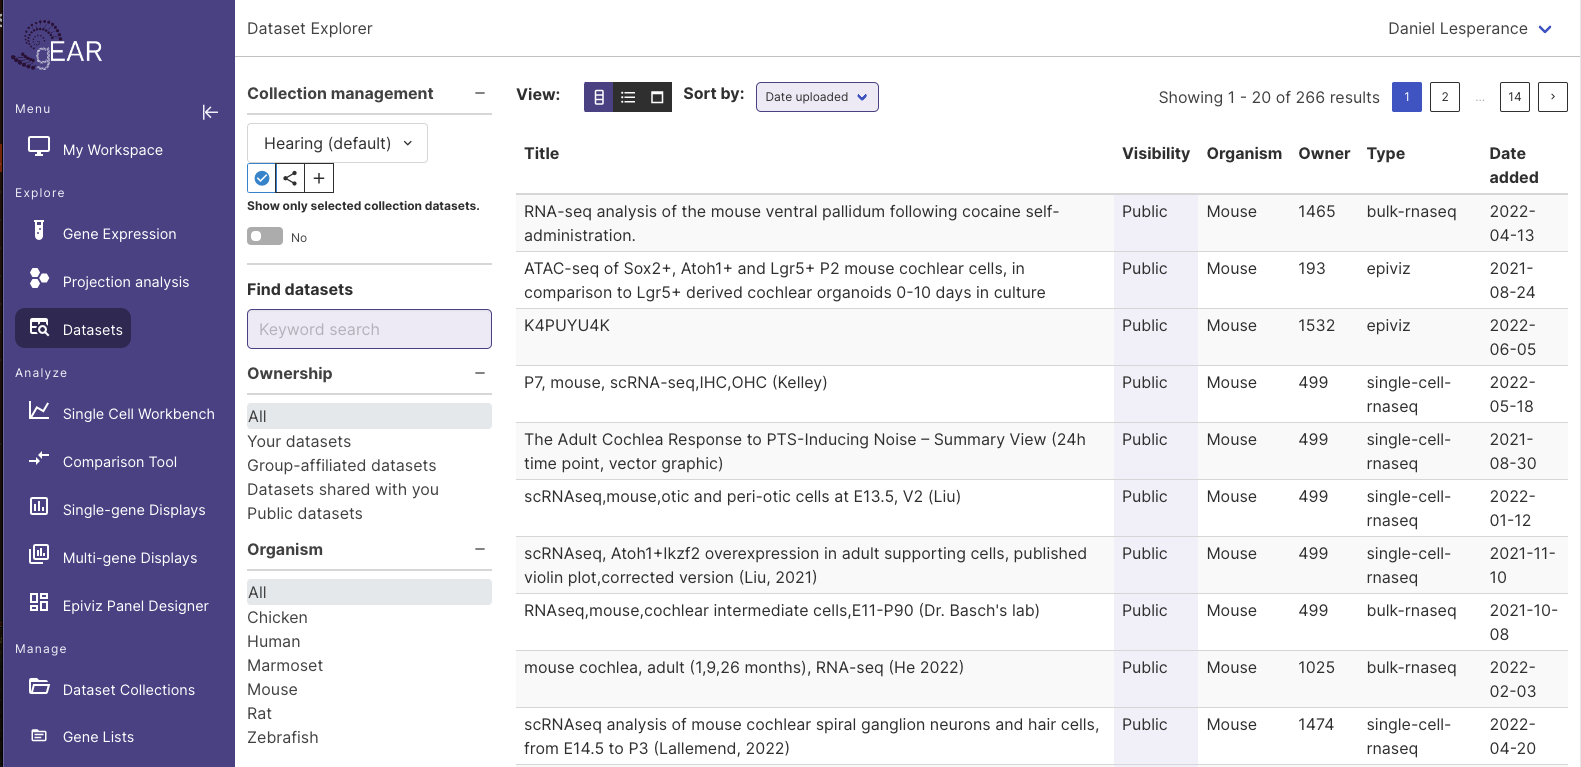 gEAR
Menu
My Workspace
Explore
Gene Expression
Projection analysis
Datasets
Analyze
Single Cell Workbench
Comparison Tool
Single-gene Displays
Multi-gene Displays
Epiviz Panel Designer
Manage
Dataset Collections
Gene Lists
Dataset Explorer
Daniel Lesperance
Collection management
Hearing (default)
Show only selected collection datasets.
No
Find datasets
Keyword search
Ownership
All
Your datasets
Group-affiliated datasets
Datasets shared with you
Public datasets
Organism
All
Chicken
Human
Marmoset
Mouse
Rat
Zebrafish
View: Sort by: Date uploaded
Showing 1 - 20 of 266 results 1 2 ... 14 ›
Title Visibility Organism Owner Type Date
added
RNA-seq analysis of the mouse ventral pallidum following cocaine self- Public Mouse 1465 bulk-rnaseq 2022-
administration. 04-13
ATAC-seq of Sox2+, Atoh1+ and Lgr5+ P2 mouse cochlear cells, in Public Mouse 193 epiviz 2021-
comparison to Lgr5+ derived cochlear organoids 0-10 days in culture 08-24
K4PUYU4K Public Mouse 1532 epiviz 2022-
06-05
P7, mouse, scRNA-seq,IHC,OHC (Kelley) Public Mouse 499 single-cell- 2022-
rnaseq 05-18
The Adult Cochlea Response to PTS-Inducing Noise – Summary View (24h Public Mouse 499 single-cell- 2021-
time point, vector graphic) rnaseq 08-30
scRNAseq,mouse,otic and peri-otic cells at E13.5, V2 (Liu) Public Mouse 499 single-cell- 2022-
rnaseq 01-12
scRNAseq, Atoh1+Ikzf2 overexpression in adult supporting cells, published Public Mouse 499 single-cell- 2021-11-
violin plot,corrected version (Liu, 2021) rnaseq 10
RNAseq,mouse,cochlear intermediate cells,E11-P90 (Dr. Basch's lab) Public Mouse 499 bulk-rnaseq 2021-10-
08
mouse cochlea, adult (1,9,26 months), RNA-seq (He 2022) Public Mouse 1025 bulk-rnaseq 2022-
02-03
scRNAseq analysis of mouse cochlear spiral ganglion neurons and hair cells, Public Mouse 1474 single-cell- 2022-
from E14.5 to P3 (Lallemend, 2022) rnaseq 04-20